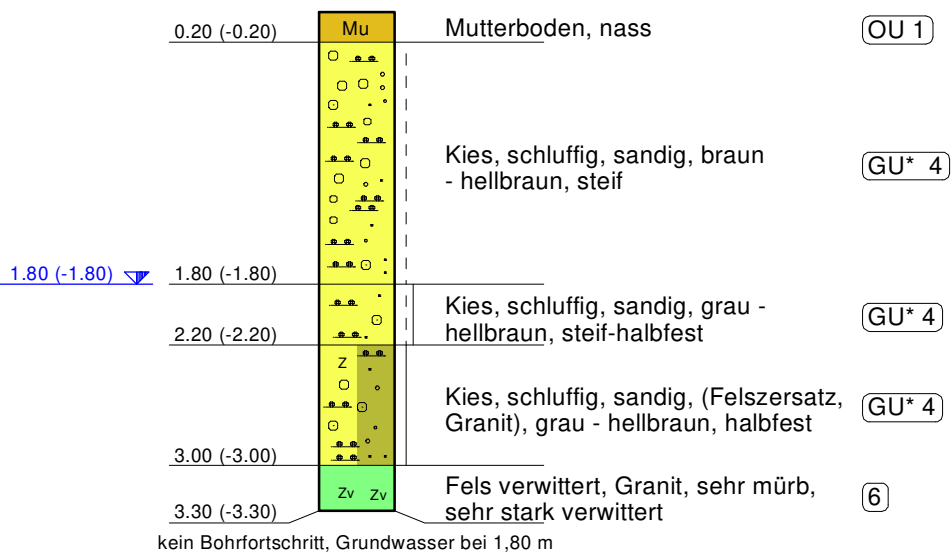 0.20 (-0.20)
Mu
Mutterboden, nass
OU 1
Kies, schluffig, sandig, braun
- hellbraun, steif
GU* 4
1.80 (-1.80)
1.80 (-1.80)
Kies, schluffig, sandig, grau -
hellbraun, steif-halbfest
GU* 4
2.20 (-2.20)
Z
Kies, schluffig, sandig, (Felszersatz,
Granit), grau - hellbraun, halbfest
GU* 4
3.00 (-3.00)
Zv Zv
Fels verwittert, Granit, sehr mürb,
sehr stark verwittert
6
3.30 (-3.30)
kein Bohrfortschritt, Grundwasser bei 1,80 m